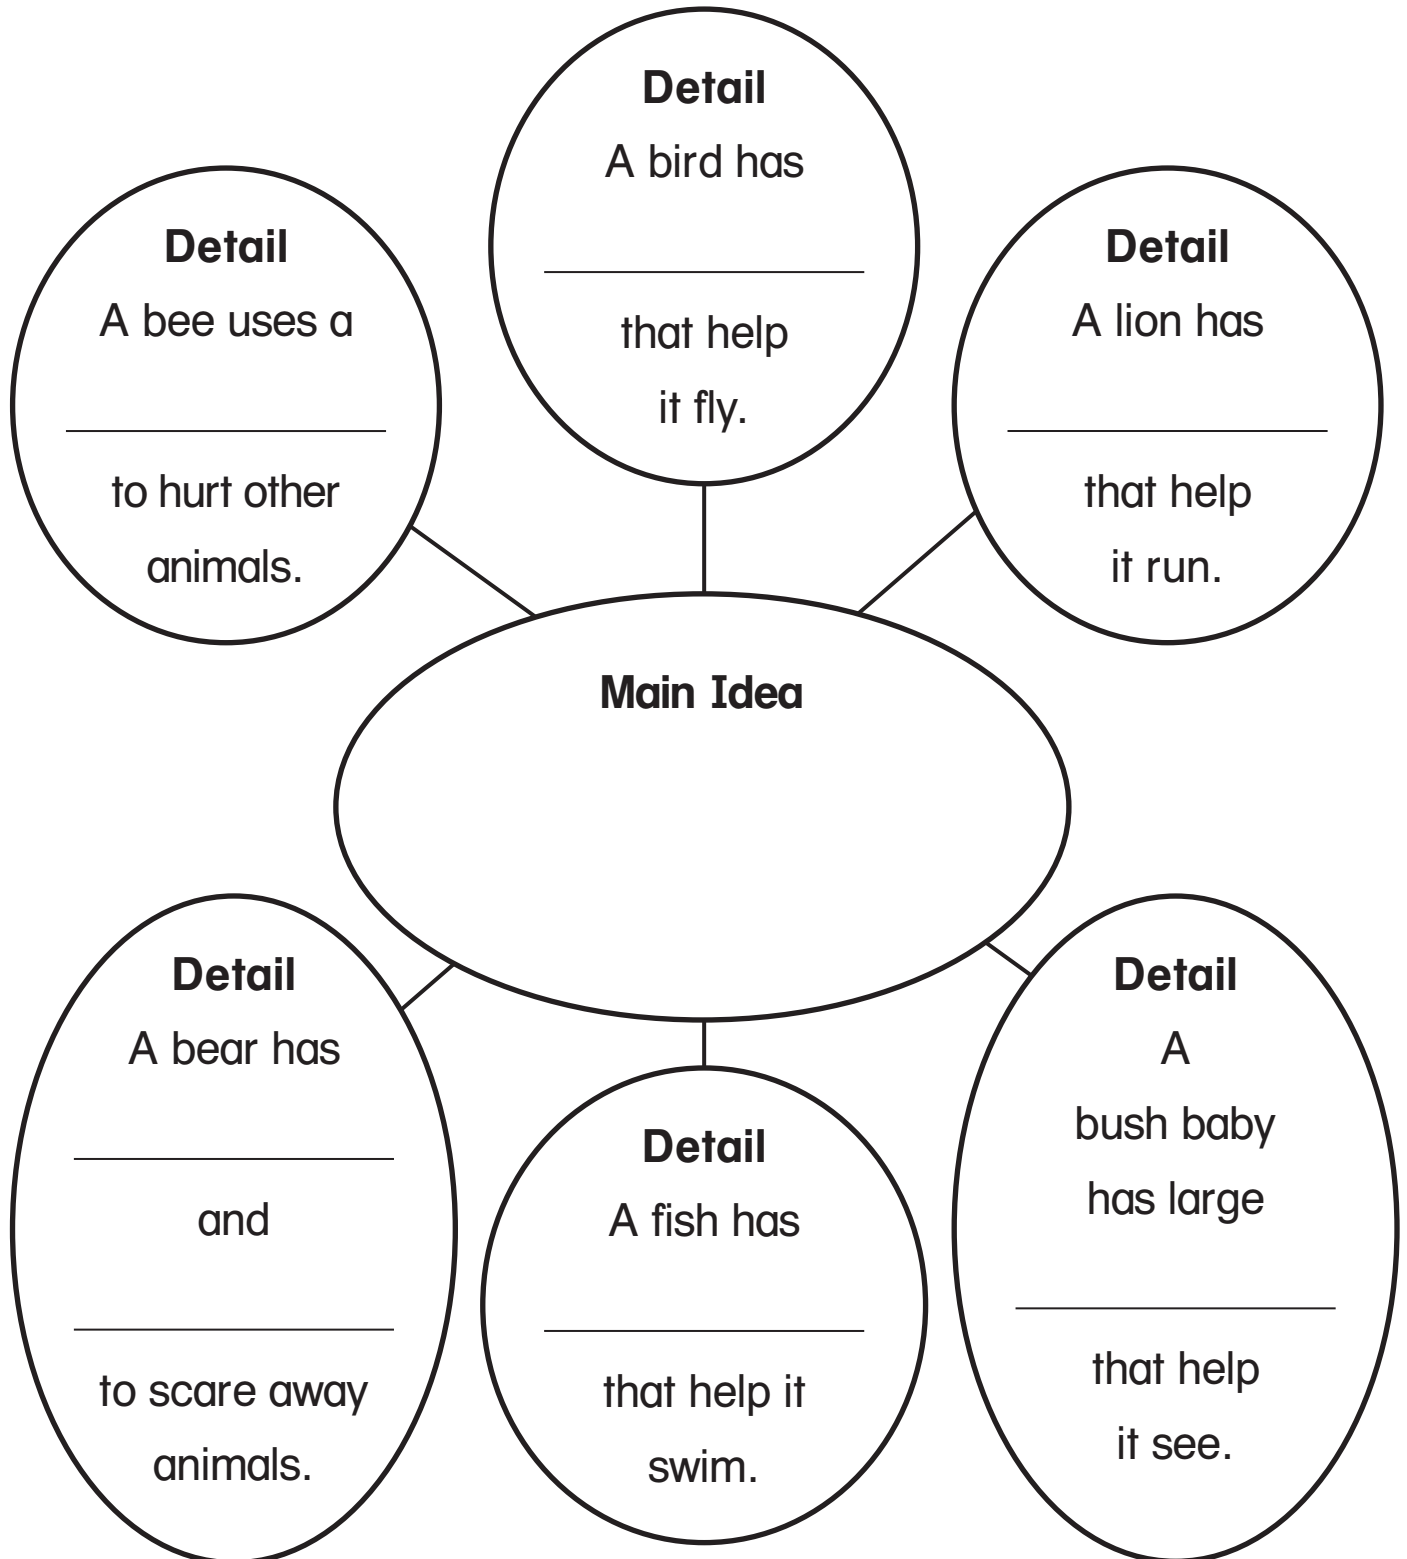 Detail
A bird has
that help
it fly.
Detail
A bee uses a
to hurt other
animals.
Detail
A lion has
that help
it run.
Main Idea
Detail
A bear has
and
to scare away
animals.
Detail
A fish has
that help it
swim.
Detail
A
bush baby
has large
that help
it see.